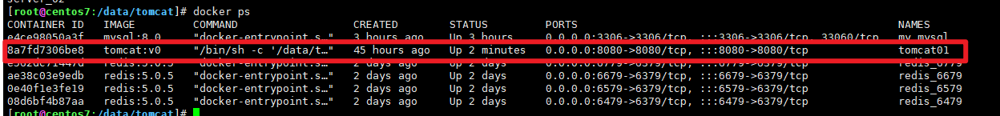 server_02
[root@centos7:/data/tomcat]# docker ps
CONTAINER ID IMAGE COMMAND CREATED STATUS PORTS NAMES
e4ce98050a3f mysql:8.0 "docker-entrypoint.s…" 3 hours ago Up 3 hours 0.0.0.0:3306->3306/tcp, :::3306->3306/tcp, 33060/tcp my_mysql
8a7fd7306be8 tomcat:v0 "/bin/sh -c '/data/t…" 45 hours ago Up 2 minutes 0.0.0.0:8080->8080/tcp, :::8080->8080/tcp tomcat01
redis:5.0.5 "docker-entrypoint.s…" 2 days ago Up 2 days 0.0.0.0:6779->6379/tcp, :::6779->6379/tcp redis_6779
ae38c03e9edb redis:5.0.5 "docker-entrypoint.s…" 2 days ago Up 2 days 0.0.0.0:6679->6379/tcp, :::6679->6379/tcp redis_6679
0e40f1e3fe19 redis:5.0.5 "docker-entrypoint.s…" 2 days ago Up 2 days 0.0.0.0:6579->6379/tcp, :::6579->6379/tcp redis_6579
08d6bf4b87aa redis:5.0.5 "docker-entrypoint.s…" 2 days ago Up 2 days 0.0.0.0:6479->6379/tcp, :::6479->6379/tcp redis_6479
[root@centos7:/data/tomcat]#